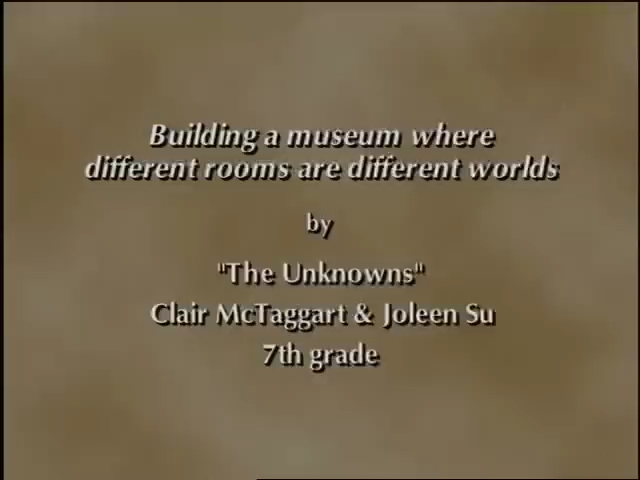 Building a museum where
different rooms are different worlds
by
"The Unknowns"
Clair McTaggart & Joleen Su
7th grade